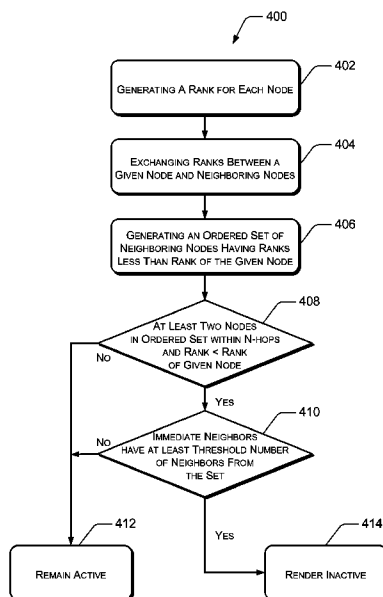 400
402
GENERATING A RANK FOR EACH NODE
404
EXCHANGING RANKS BETWEEN A
GIVEN NODE AND NEIGHBORING NODES
406
GENERATING AN ORDERED SET OF
NEIGHBORING NODES HAVING RANKS
LESS THAN RANK OF THE GIVEN NODE
408
AT LEAST TWO NODES
IN ORDERED SET WITHIN N-HOPS
AND RANK < RANK
OF GIVEN NODE
NO
YES
410
IMMEDIATE NEIGHBORS
HAVE AT LEAST THRESHOLD NUMBER
OF NEIGHBORS FROM
THE SET
NO
YES
412
REMAIN ACTIVE
414
RENDER INACTIVE